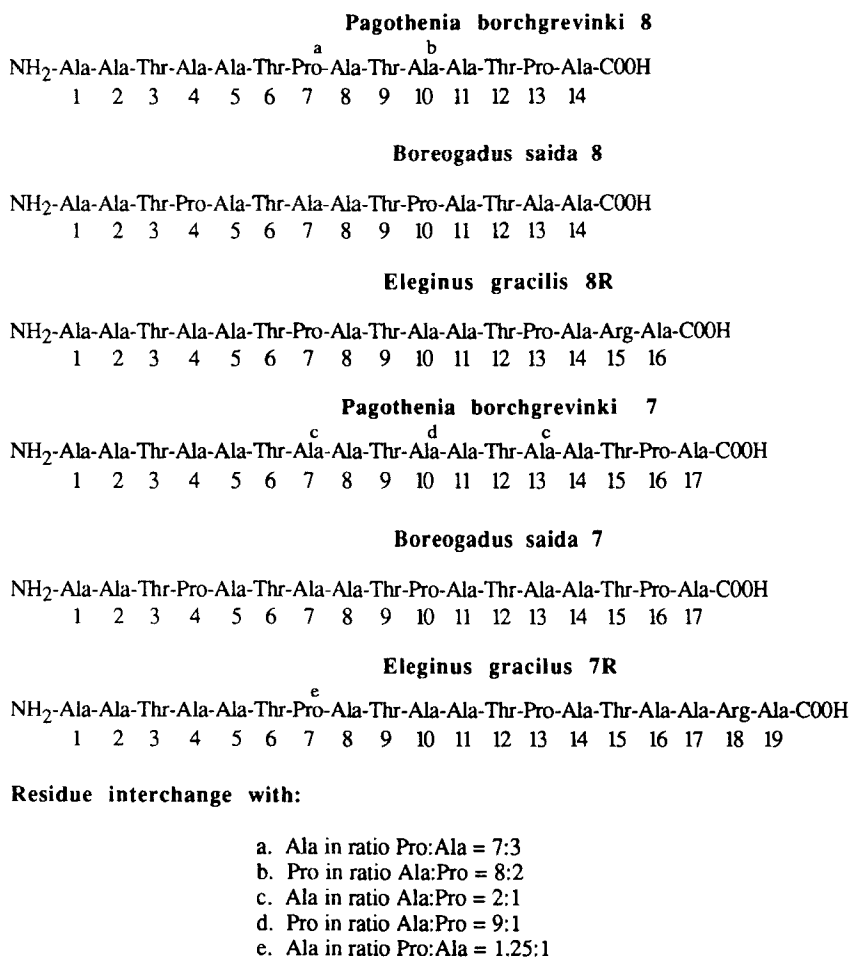 Pagothenia borchgrevinki 8
a b
NH2-Ala-Ala-Thr-Ala-Ala-Thr-Pro-Ala-Thr-Ala-Ala-Thr-Pro-Ala-COOH
1 2 3 4 5 6 7 8 9 10 11 12 13 14
Boreogadus saida 8
NH2-Ala-Ala-Thr-Pro-Ala-Thr-Ala-Ala-Thr-Pro-Ala-Thr-Ala-Ala-COOH
1 2 3 4 5 6 7 8 9 10 11 12 13 14
Eleginus gracilis 8R
NH2-Ala-Ala-Thr-Ala-Ala-Thr-Pro-Ala-Thr-Ala-Ala-Thr-Pro-Ala-Arg-Ala-COOH
1 2 3 4 5 6 7 8 9 10 11 12 13 14 15 16
Pagothenia borchgrevinki 7
c d c
NH2-Ala-Ala-Thr-Ala-Ala-Thr-Ala-Ala-Thr-Ala-Ala-Thr-Ala-Ala-Thr-Pro-Ala-COOH
1 2 3 4 5 6 7 8 9 10 11 12 13 14 15 16 17
Boreogadus saida 7
NH2-Ala-Ala-Thr-Pro-Ala-Thr-Ala-Ala-Thr-Pro-Ala-Thr-Ala-Ala-Thr-Pro-Ala-COOH
1 2 3 4 5 6 7 8 9 10 11 12 13 14 15 16 17
Eleginus gracilus 7R
e
NH2-Ala-Ala-Thr-Ala-Ala-Thr-Pro-Ala-Thr-Ala-Ala-Thr-Pro-Ala-Thr-Ala-Ala-Arg-Ala-COOH
1 2 3 4 5 6 7 8 9 10 11 12 13 14 15 16 17 18 19
Residue interchange with:
a. Ala in ratio Pro:Ala = 7:3
b. Pro in ratio Ala:Pro = 8:2
c. Ala in ratio Ala:Pro = 2:1
d. Pro in ratio Ala:Pro = 9:1
e. Ala in ratio Pro:Ala = 1.25:1